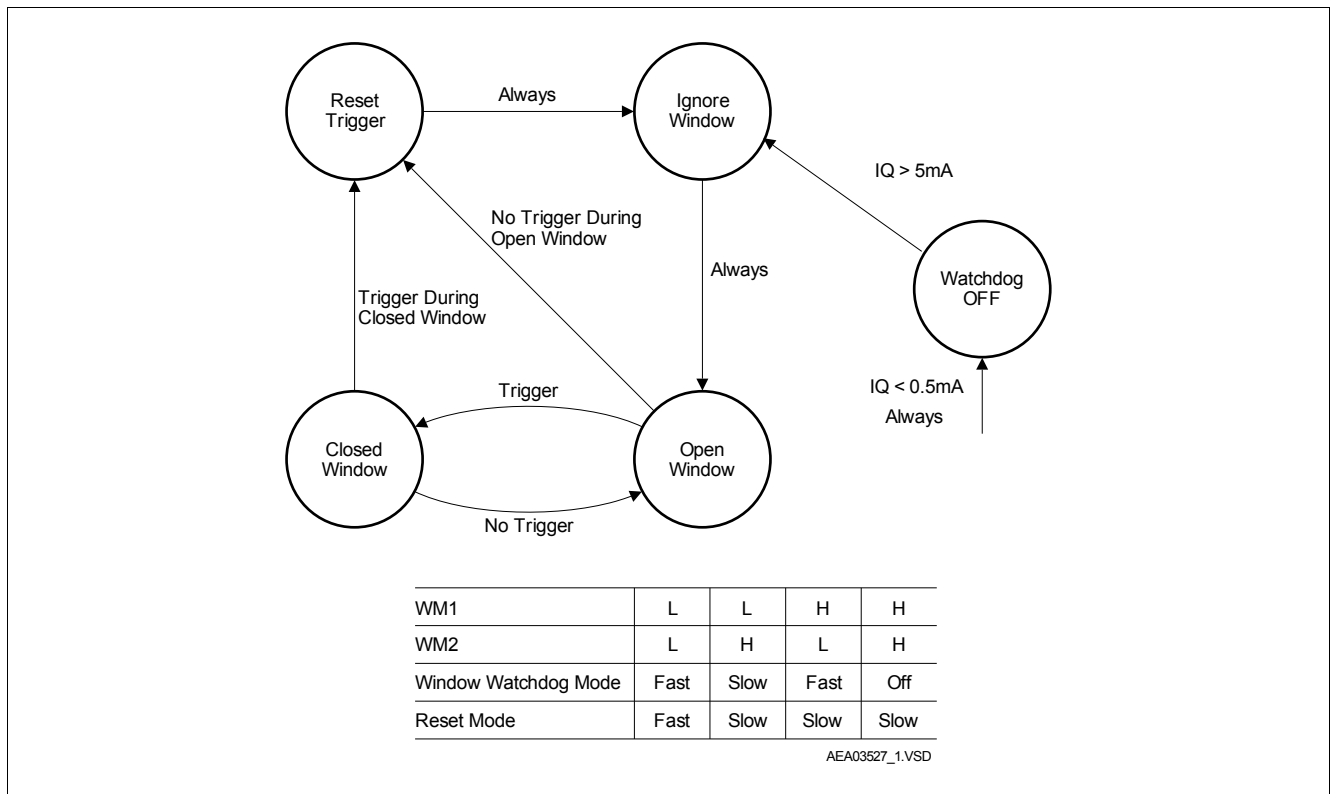 Reset
Trigger
Always
Ignore
Window
IQ > 5mA
No Trigger During
Open Window
Always
Watchdog
OFF
Trigger During
Closed Window
IQ < 0.5mA
Always
Trigger
Closed
Window
Open
Window
No Trigger
WM1 L L H H
WM2 L H L H
Window Watchdog Mode Fast Slow Fast Off
Reset Mode Fast Slow Slow Slow
AEA03527_1.VSD